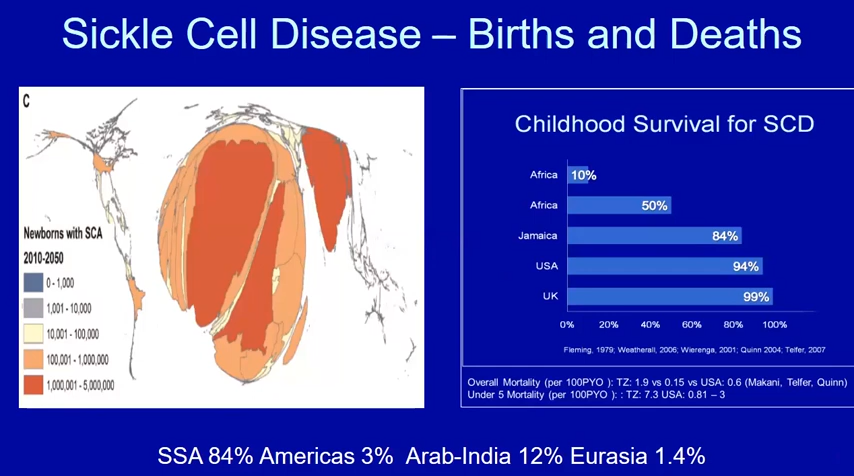 Sickle Cell Disease – Births and Deaths
C
Newborns with SCA
2010-2050
0 - 1,000
1,001 - 10,000
10,001 - 100,000
100,001 - 1,000,000
1,000,001 - 5,000,000
Childhood Survival for SCD
Africa 10%
Africa 50%
Jamaica 84%
USA 94%
UK 99%
0% 20% 40% 60% 80% 100%
Fleming, 1979; Weatherall, 2006; Wierenga, 2001; Quinn 2004; Telfer, 2007
Overall Mortality (per 100PYO ): TZ: 1.9 vs 0.15 vs USA: 0.6 (Makani, Telfer, Quinn)
Under 5 Mortality (per 100PYO ): : TZ: 7.3 USA: 0.81 – 3
SSA 84% Americas 3% Arab-India 12% Eurasia 1.4%